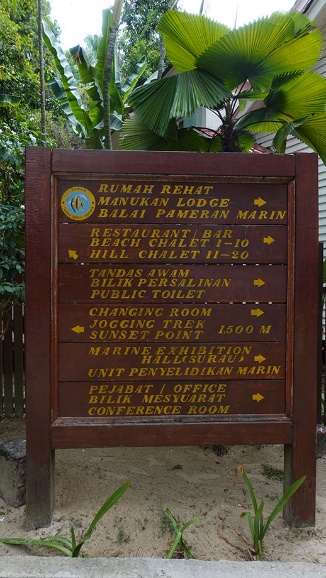 RUMAH REHAT
MANUKAN LODGE
BALAI PAMERAN MARIN
RESTAURANT / BAR
BEACH CHALET 1-10
HILL CHALET 11-20
TANDAS AWAM
BILIK PERSALINAN
PUBLIC TOILET
CHANGING ROOM
JOGGING TREK 1500 M
SUNSET POINT
MARINE EXHIBITION
HALL (SURAU)
UNIT PENYELIDIKAN MARIN
PEJABAT / OFFICE
BILIK MESYUARAT
CONFERENCE ROOM